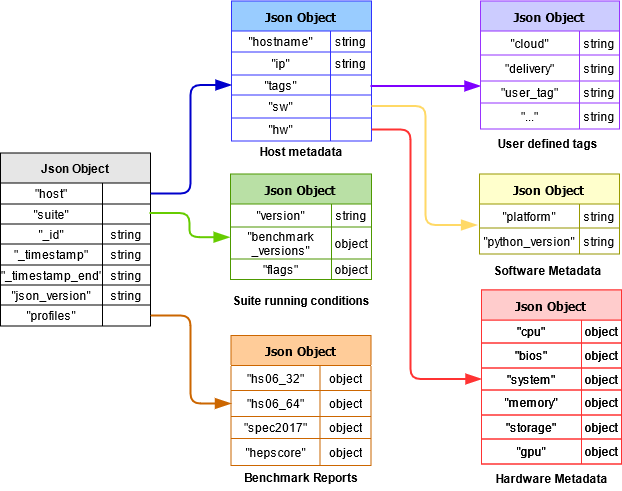 Json Object
"host"
"suite"
"_id" string
"_timestamp" string
"_timestamp_end" string
"json_version" string
"profiles"
Json Object
"hostname" string
"ip" string
"tags"
"sw"
"hw"
Host metadata
Json Object
"version" string
"benchmark
_versions" object
"flags" object
Suite running conditions
Json Object
"hs06_32" object
"hs06_64" object
"spec2017" object
"hepscore" object
Benchmark Reports
Json Object
"cloud" string
"delivery" string
"user_tag" string
"..." string
User defined tags
Json Object
"platform" string
"python_version" string
Software Metadata
Json Object
"cpu" object
"bios" object
"system" object
"memory" object
"storage" object
"gpu" object
Hardware Metadata